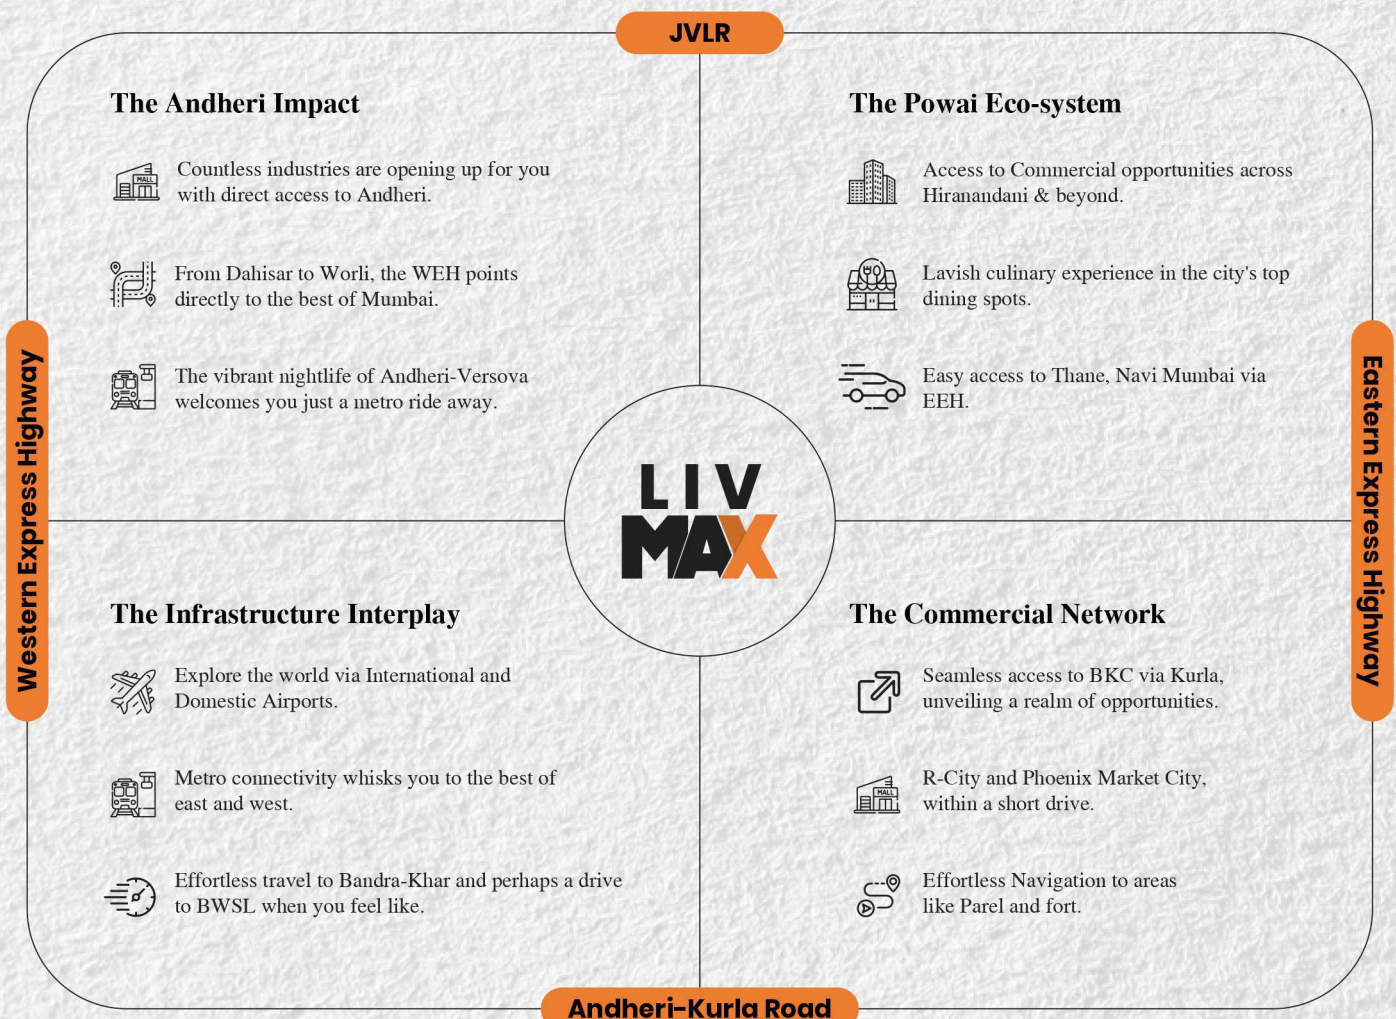 JVLR
The Andheri Impact
MALL
Countless industries are opening up for you
with direct access to Andheri.
From Dahisar to Worli, the WEH points
directly to the best of Mumbai.
The vibrant nightlife of Andheri-Versova
welcomes you just a metro ride away.
The Powai Eco-system
Access to Commercial opportunities across
Hiranandani & beyond.
Lavish culinary experience in the city's top
dining spots.
Easy access to Thane, Navi Mumbai via
EEH.
Western Express Highway
LIV
MAX
Eastern Express Highway
The Infrastructure Interplay
Explore the world via International and
Domestic Airports.
Metro connectivity whisks you to the best of
east and west.
Effortless travel to Bandra-Khar and perhaps a drive
to BWSL when you feel like.
The Commercial Network
Seamless access to BKC via Kurla,
unveiling a realm of opportunities.
MALL
R-City and Phoenix Market City,
within a short drive.
Effortless Navigation to areas
like Parel and fort.
Andheri-Kurla Road